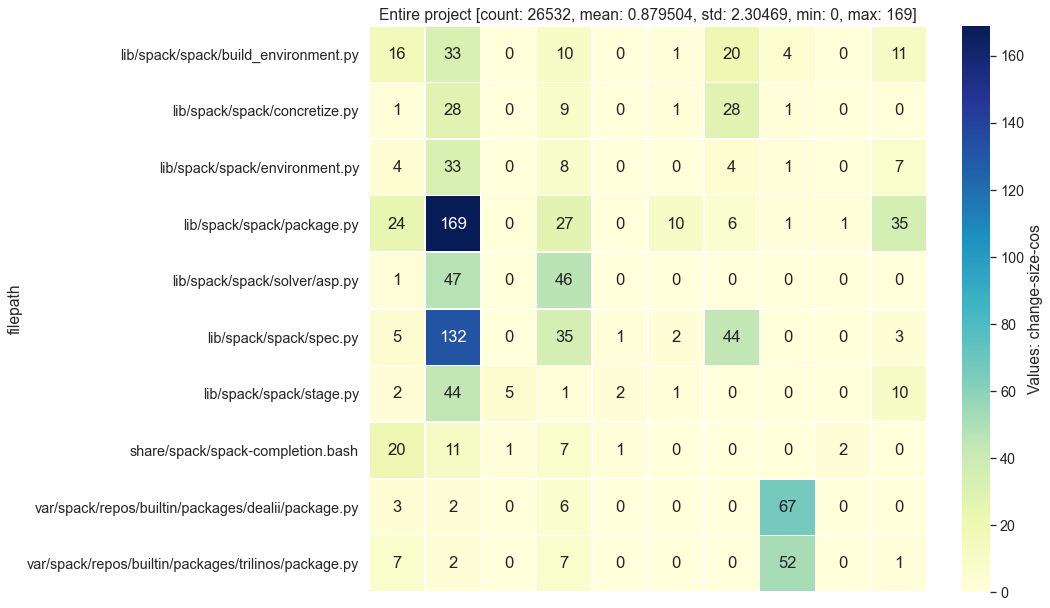 Entire project [count: 26532, mean: 0.879504, std: 2.30469, min: 0, max: 169]
filepath
lib/spack/spack/build_environment.py 16 33 0 10 0 1 20 4 0 11
lib/spack/spack/concretize.py 1 28 0 9 0 1 28 1 0 0
lib/spack/spack/environment.py 4 33 0 8 0 0 4 1 0 7
lib/spack/spack/package.py 24 169 0 27 0 10 6 1 1 35
lib/spack/spack/solver/asp.py 1 47 0 46 0 0 0 0 0 0
lib/spack/spack/spec.py 5 132 0 35 1 2 44 0 0 3
lib/spack/spack/stage.py 2 44 5 1 2 1 0 0 0 10
share/spack/spack-completion.bash 20 11 1 7 1 0 0 0 2 0
var/spack/repos/builtin/packages/dealii/package.py 3 2 0 6 0 0 0 67 0 0
var/spack/repos/builtin/packages/trilinos/package.py 7 2 0 7 0 0 0 52 0 1
160
140
120
100
80
60
40
20
0
Values: change-size-cos